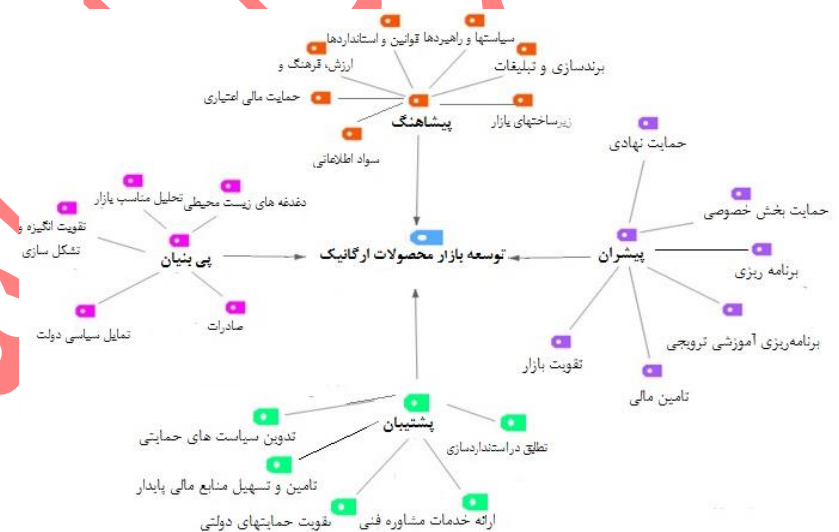 سیاستها و راهبردها
قوانین و استانداردها
ارزش، فرهنگ و
برندسازی و تبلیغات
حمایت مالی اعتباری
پیشاهنگ
زیرساختهای بازار
سواد اطلاعاتی
حمایت نهادی
حمایت بخش خصوصی
پیشران
برنامه ریزی
برنامه‌ریزی آموزشی ترویجی
تقویت بازار
تامین مالی
توسعه بازار محصولات ارگانیک
دغدغه های زیست محیطی
تحلیل مناسب بازار
تقویت انگیزه و
تشکل سازی
پی بنیان
تمایل سیاسی دولت
صادرات
پشتیبان
تدوین سیاست های حمایتی
تطابق در استانداردسازی
تامین و تسهیل منابع مالی پایدار
تقویت حمایتهای دولتی
ارائه خدمات مشاوره فنی